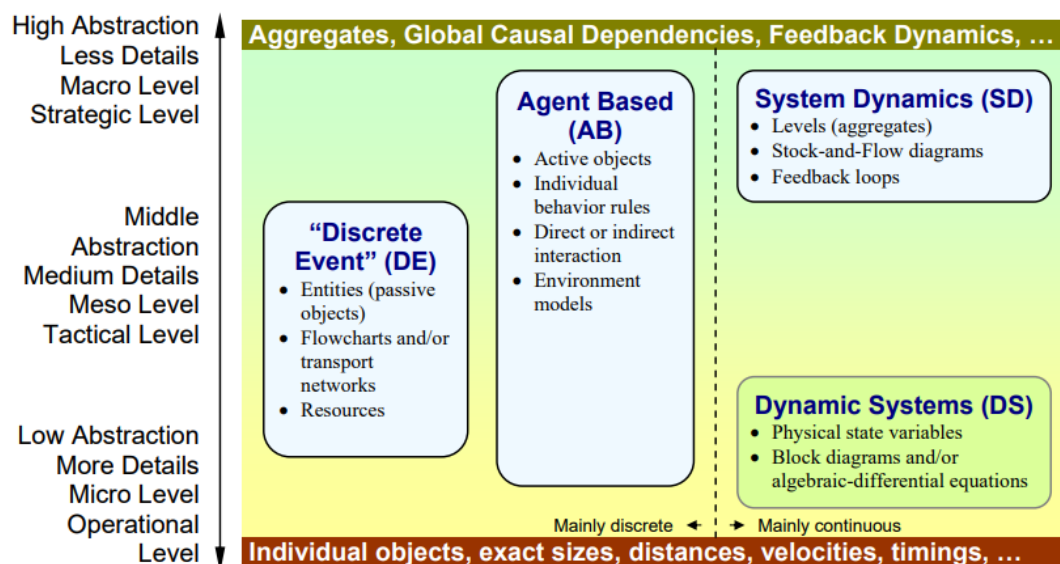 High Abstraction
Less Details
Macro Level
Strategic Level
Middle
Abstraction
Medium Details
Meso Level
Tactical Level
Low Abstraction
More Details
Micro Level
Operational
Level
Aggregates, Global Causal Dependencies, Feedback Dynamics, …
“Discrete
Event” (DE)
• Entities (passive
objects)
• Flowcharts and/or
transport
networks
• Resources
Agent Based
(AB)
• Active objects
• Individual
behavior rules
• Direct or indirect
interaction
• Environment
models
System Dynamics (SD)
• Levels (aggregates)
• Stock-and-Flow diagrams
• Feedback loops
Dynamic Systems (DS)
• Physical state variables
• Block diagrams and/or
algebraic-differential equations
Mainly discrete
Mainly continuous
Individual objects, exact sizes, distances, velocities, timings, …